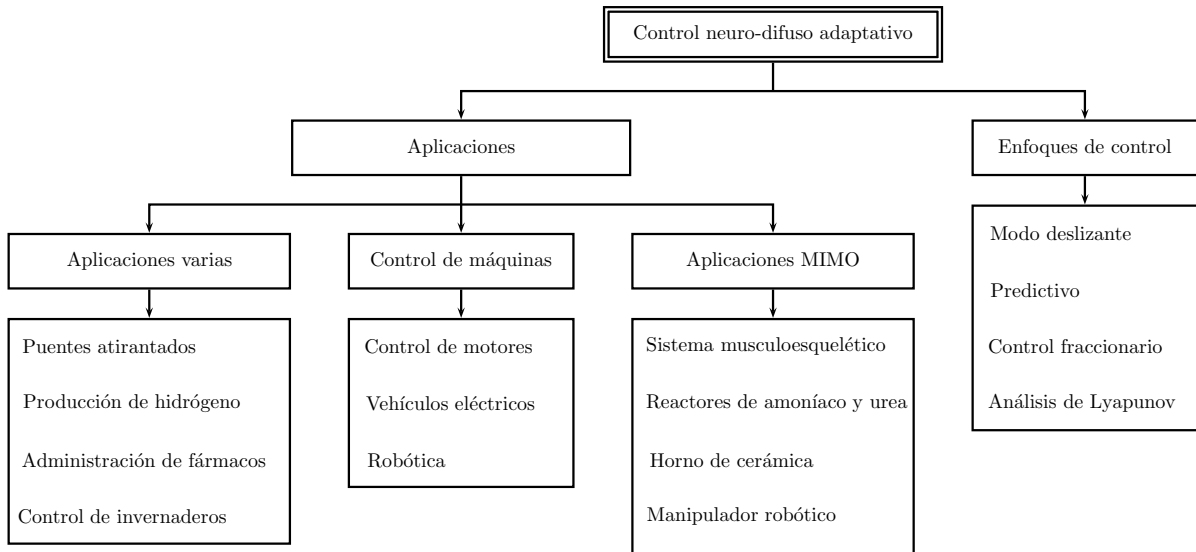 Control neuro-difuso adaptativo
Aplicaciones
Enfoques de control
Aplicaciones varias
Control de máquinas
Aplicaciones MIMO
Puentes atirantados
Producción de hidrógeno
Administración de fármacos
Control de invernaderos
Control de motores
Vehículos eléctricos
Robótica
Sistema musculoesquelético
Reactores de amoníaco y urea
Horno de cerámica
Manipulador robótico
Modo deslizante
Predictivo
Control fraccionario
Análisis de Lyapunov